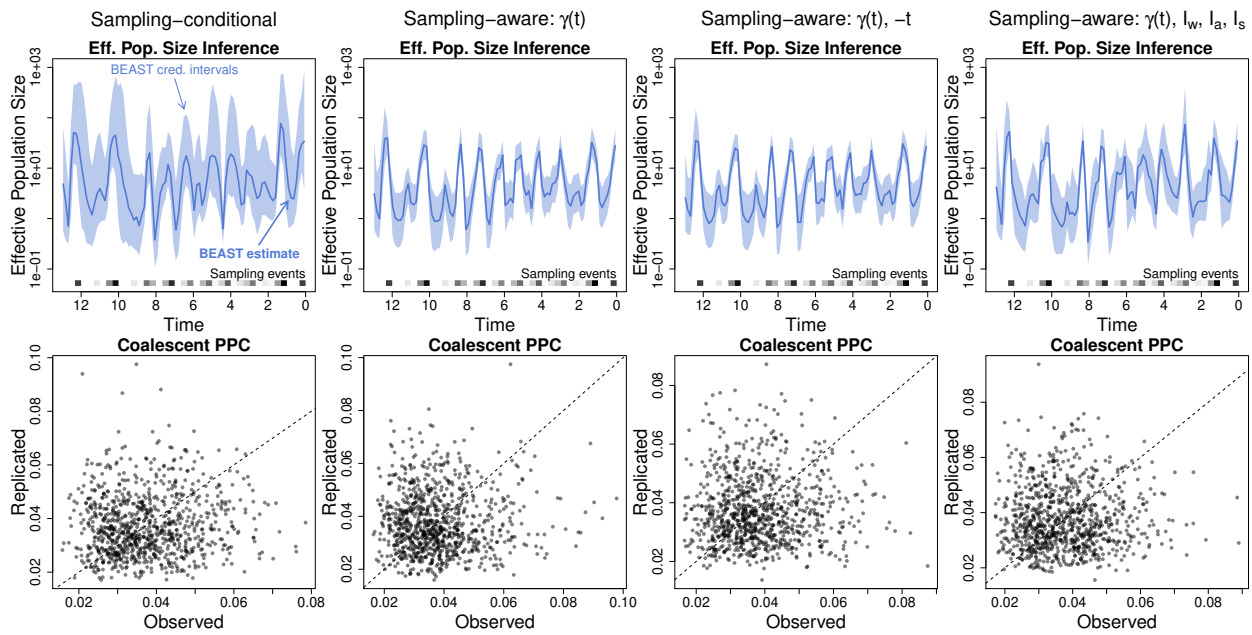 Sampling−conditional
Sampling−aware: γ(t)
Sampling−aware: γ(t), −t
Sampling−aware: γ(t), I_w, I_a, I_s
Eff. Pop. Size Inference
Eff. Pop. Size Inference
Eff. Pop. Size Inference
Eff. Pop. Size Inference
Effective Population Size
1e−01 1e+01 1e+03
BEAST cred. intervals
BEAST estimate
Sampling events
12 10 8 6 4 2 0
Time
Effective Population Size
1e−01 1e+01 1e+03
Sampling events
12 10 8 6 4 2 0
Time
Effective Population Size
1e−01 1e+01 1e+03
Sampling events
12 10 8 6 4 2 0
Time
Effective Population Size
1e−01 1e+01 1e+03
Sampling events
12 10 8 6 4 2 0
Time
Coalescent PPC
Coalescent PPC
Coalescent PPC
Coalescent PPC
Replicated
0.02 0.04 0.06 0.08 0.10
0.02 0.04 0.06 0.08
Observed
Replicated
0.02 0.04 0.06 0.08 0.10
0.02 0.04 0.06 0.08 0.10
Observed
Replicated
0.02 0.04 0.06 0.08
0.02 0.04 0.06 0.08
Observed
Replicated
0.02 0.04 0.06 0.08
0.02 0.04 0.06 0.08
Observed